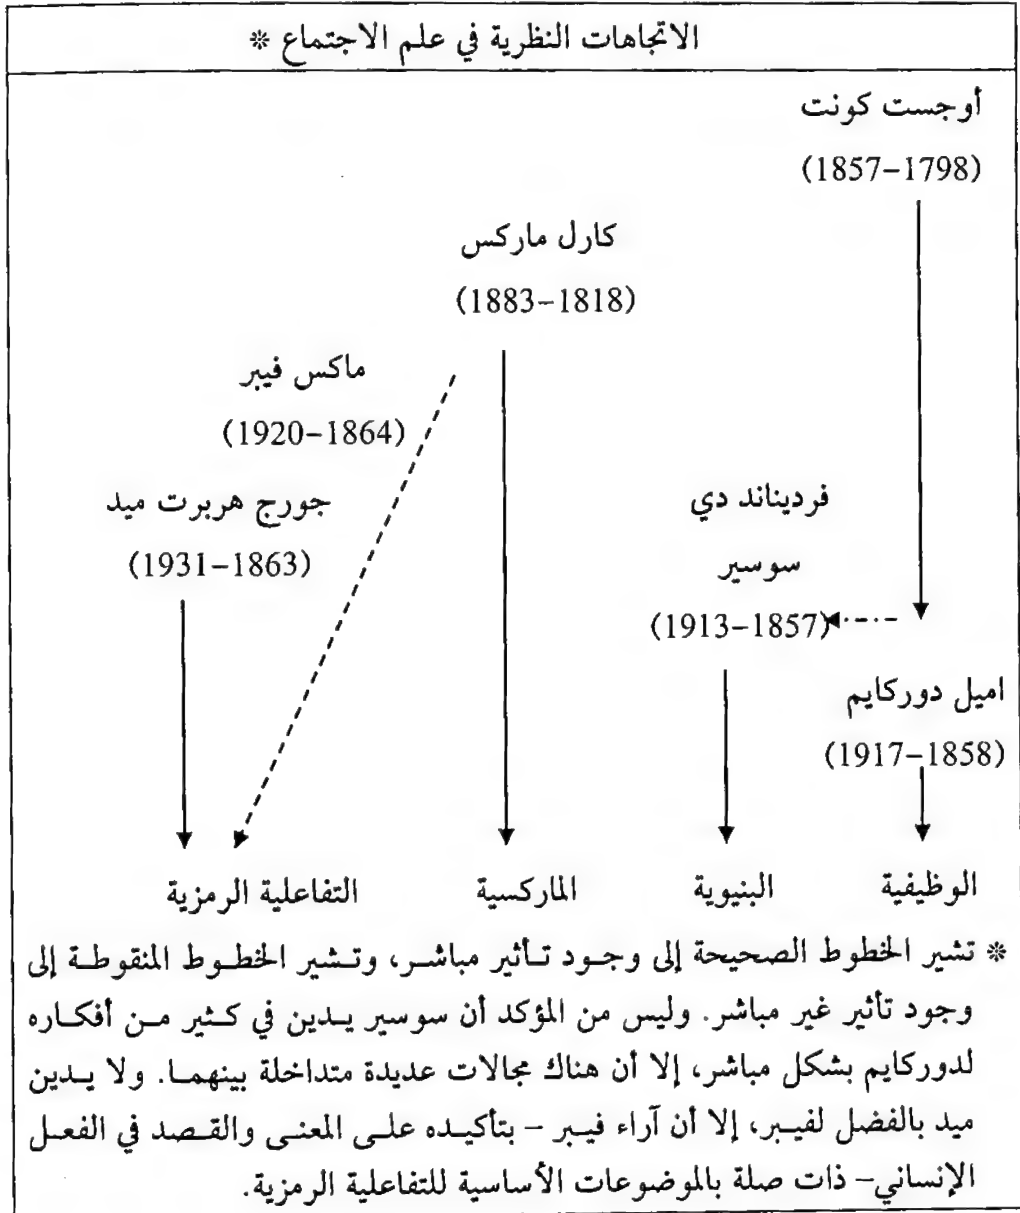 الاتجاهات النظرية في علم الاجتماع *
أوجست كونت
(1798–1857)
كارل ماركس
(1818–1883)
ماكس فيبر
(1864–1920)
جورج هربرت ميد
(1863–1931)
فرديناند دي
سوسير
(1857–1913)
اميل دوركايم
(1858–1917)
الوظيفية البنيوية الماركسية التفاعلية الرمزية
* تشير الخطوط الصحيحة إلى وجود تأثير مباشر، وتشير الخطوط المنقوطة إلى
وجود تأثير غير مباشر. وليس من المؤكد أن سوسير يدين في كثير من أفكاره
لدوركايم بشكل مباشر، إلا أن هناك مجالات عديدة متداخلة بينهما. ولا يدين
ميد بالفضل لفيبر، إلا أن آراء فيبر – بتأكيده على المعنى والقصد في الفعل
الإنساني– ذات صلة بالموضوعات الأساسية للتفاعلية الرمزية.